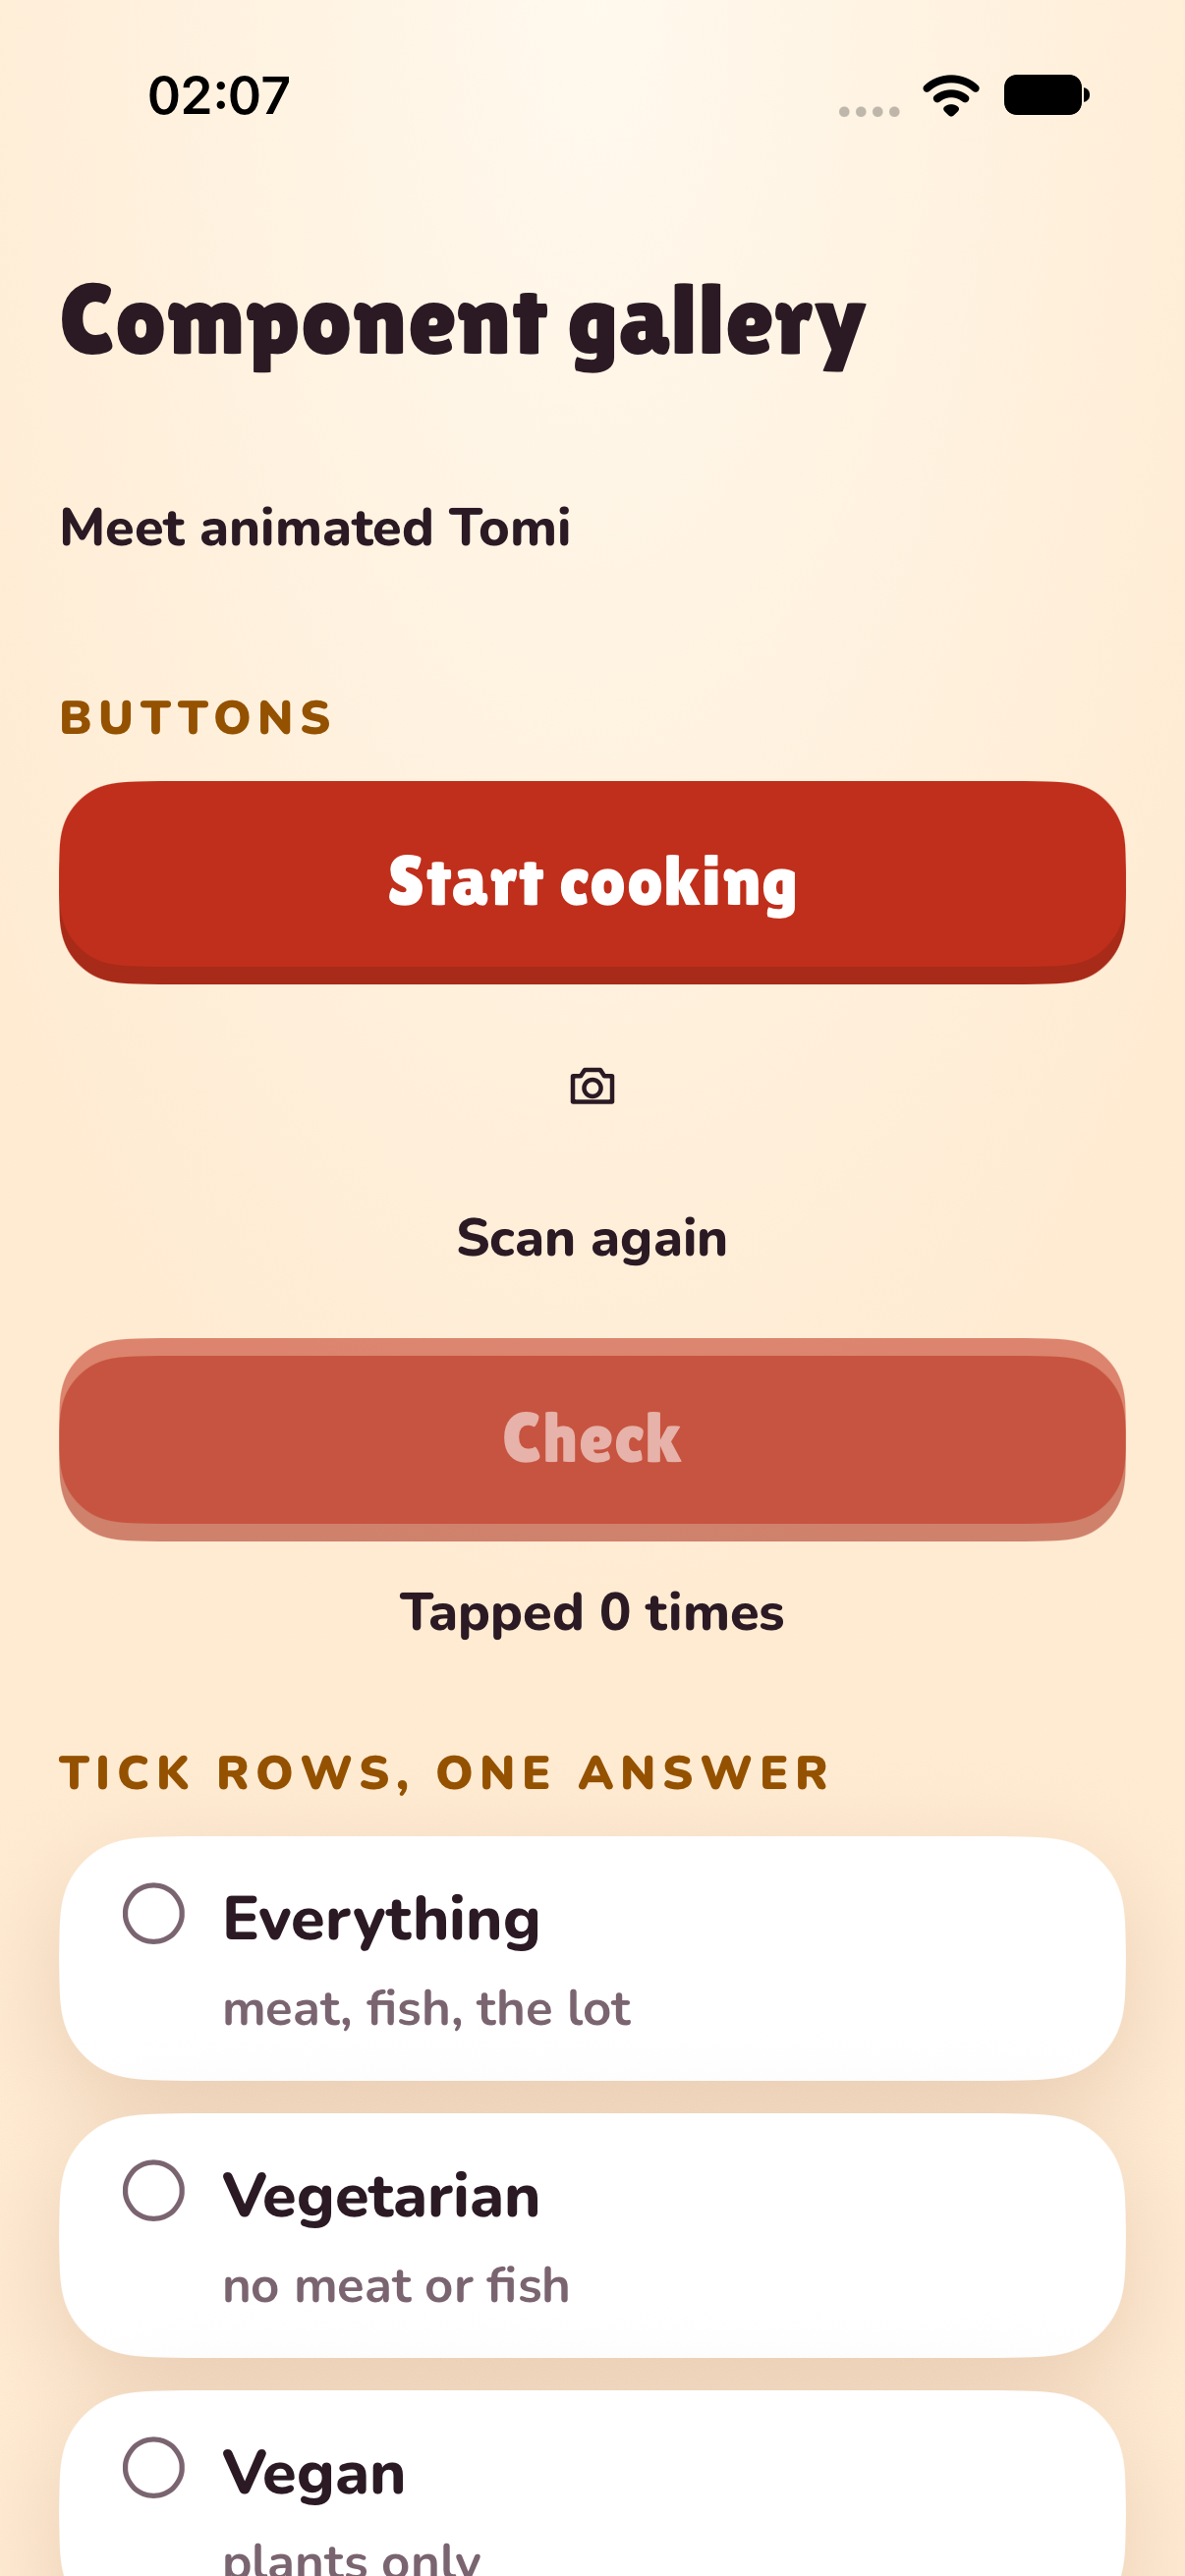 02:07
Component gallery
Meet animated Tomi
BUTTONS
Start cooking
Scan again
Check
Tapped 0 times
TICK ROWS, ONE ANSWER
Everything
meat, fish, the lot
Vegetarian
no meat or fish
Vegan
plants only